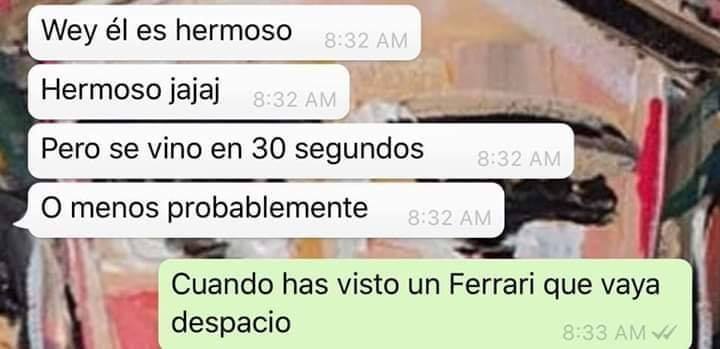 Wey él es hermoso 8:32 AM
Hermoso jajaj 8:32 AM
Pero se vino en 30 segundos 8:32 AM
O menos probablemente 8:32 AM
Cuando has visto un Ferrari que vaya
despacio 8:33 AM